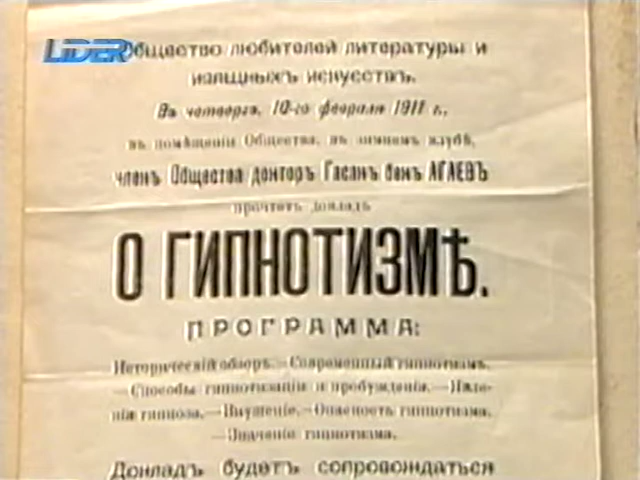 LIDER
Общество любителей литературы и
изящныхъ искусствъ.
Въ четвергъ, 10-го февраля 1911 г.,
въ помѣщеніи Общества, въ зимнемъ клубѣ,
членъ Общества докторъ Гасанъ бекъ АГАЕВЪ
прочтетъ докладъ
О ГИПНОТИЗМѢ.
ПРОГРАММА:
Историческій обзоръ.—Современный гипнотизмъ.
—Способы гипнотизаціи и пробужденія.—Явле-
нія гипноза.—Внушеніе.—Опасность гипнотизма.
—Значеніе гипнотизма.
Докладъ будетъ сопровождаться